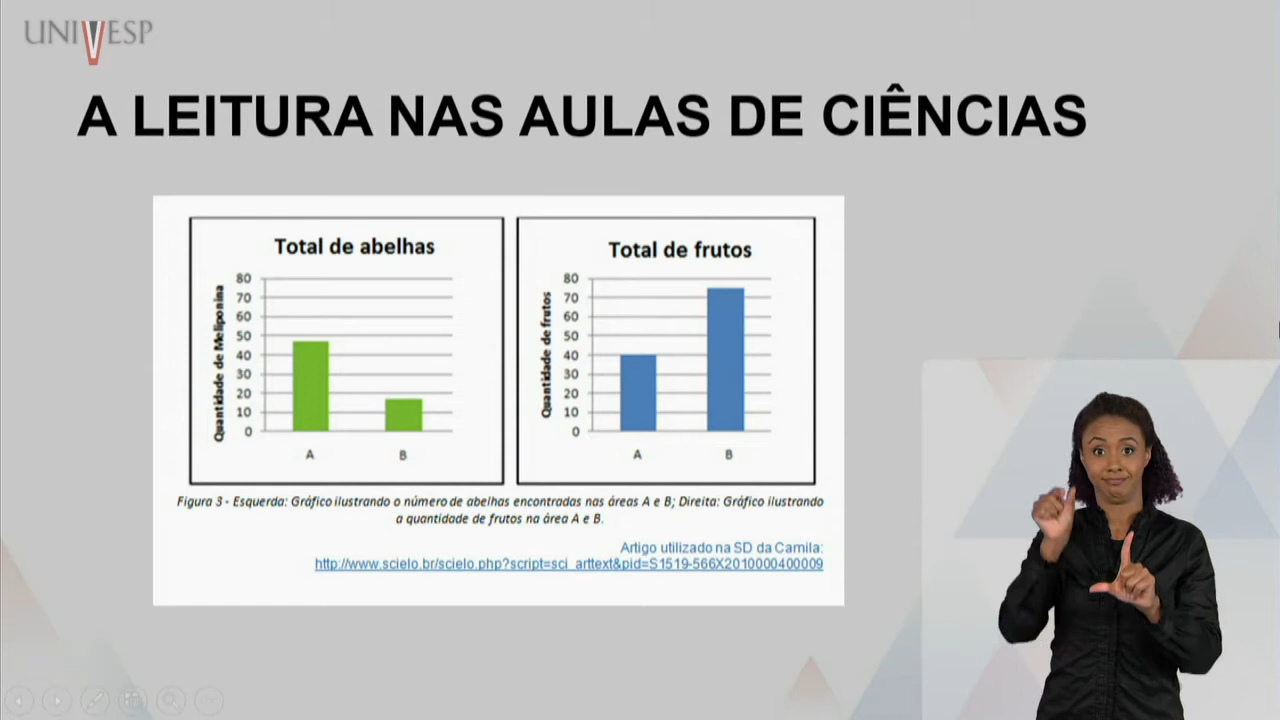 UNIVESP
A LEITURA NAS AULAS DE CIÊNCIAS
Total de abelhas
Quantidade de Meliponina
80
70
60
50
40
30
20
10
0
A B
Total de frutos
Quantidade de frutos
80
70
60
50
40
30
20
10
0
A B
Figura 3 - Esquerda: Gráfico ilustrando o número de abelhas encontradas nas áreas A e B; Direita: Gráfico ilustrando
a quantidade de frutos na área A e B.
Artigo utilizado na SD da Camila:
http://www.scielo.br/scielo.php?script=sci_arttext&pid=S1519-566X2010000400009